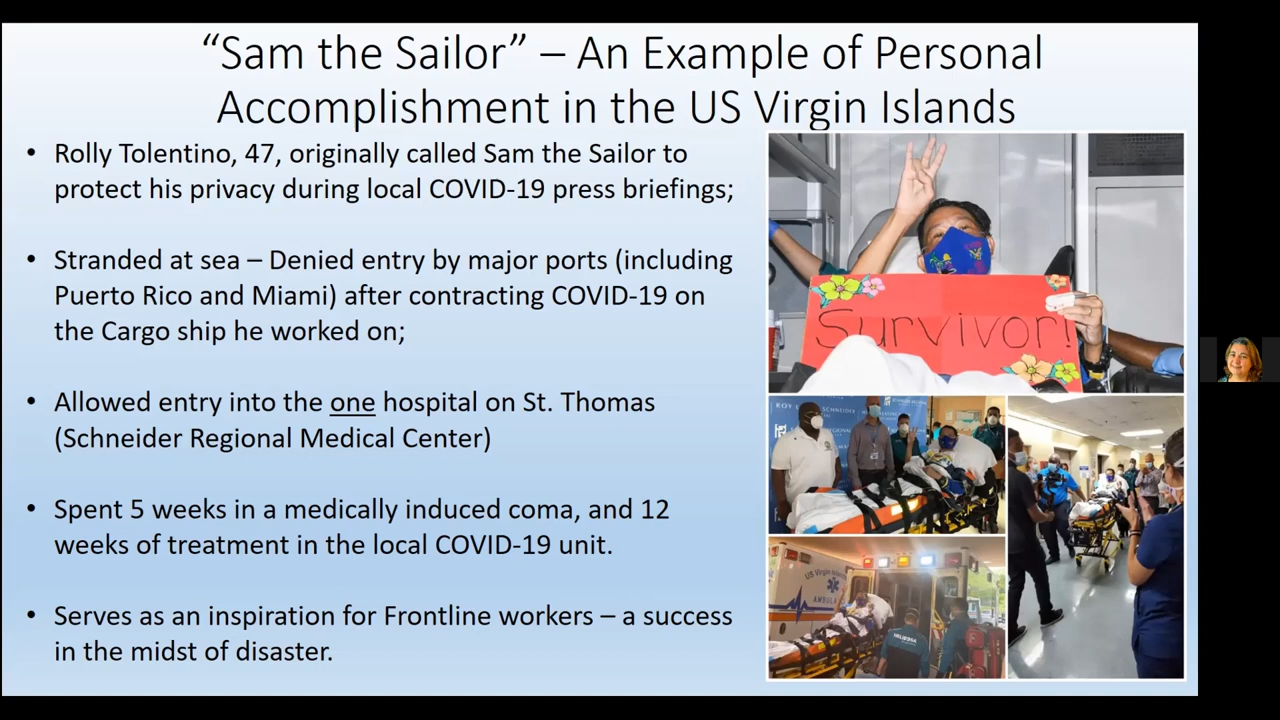 “Sam the Sailor” – An Example of Personal
Accomplishment in the US Virgin Islands
• Rolly Tolentino, 47, originally called Sam the Sailor to
protect his privacy during local COVID-19 press briefings;
• Stranded at sea – Denied entry by major ports (including
Puerto Rico and Miami) after contracting COVID-19 on
the Cargo ship he worked on;
• Allowed entry into the one hospital on St. Thomas
(Schneider Regional Medical Center)
• Spent 5 weeks in a medically induced coma, and 12
weeks of treatment in the local COVID-19 unit.
• Serves as an inspiration for Frontline workers – a success
in the midst of disaster.
Survivor!
ROY
SCHNEIDER
US Virgin